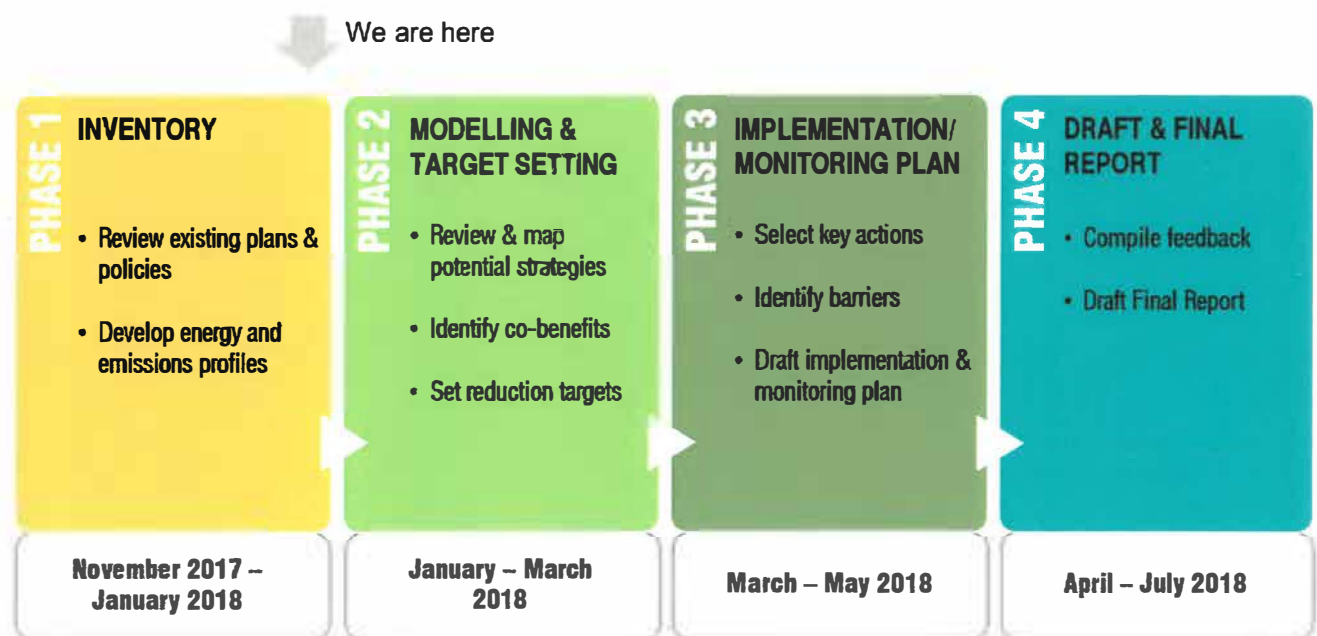 We are here
PHASE 1
INVENTORY
• Review existing plans &
policies
• Develop energy and
emissions profiles
November 2017 –
January 2018
PHASE 2
MODELLING &
TARGET SETTING
• Review & map
potential strategies
• Identify co-benefits
• Set reduction targets
January – March
2018
PHASE 3
IMPLEMENTATION/
MONITORING PLAN
• Select key actions
• Identify barriers
• Draft implementation &
monitoring plan
March – May 2018
PHASE 4
DRAFT & FINAL
REPORT
• Compile feedback
• Draft Final Report
April – July 2018